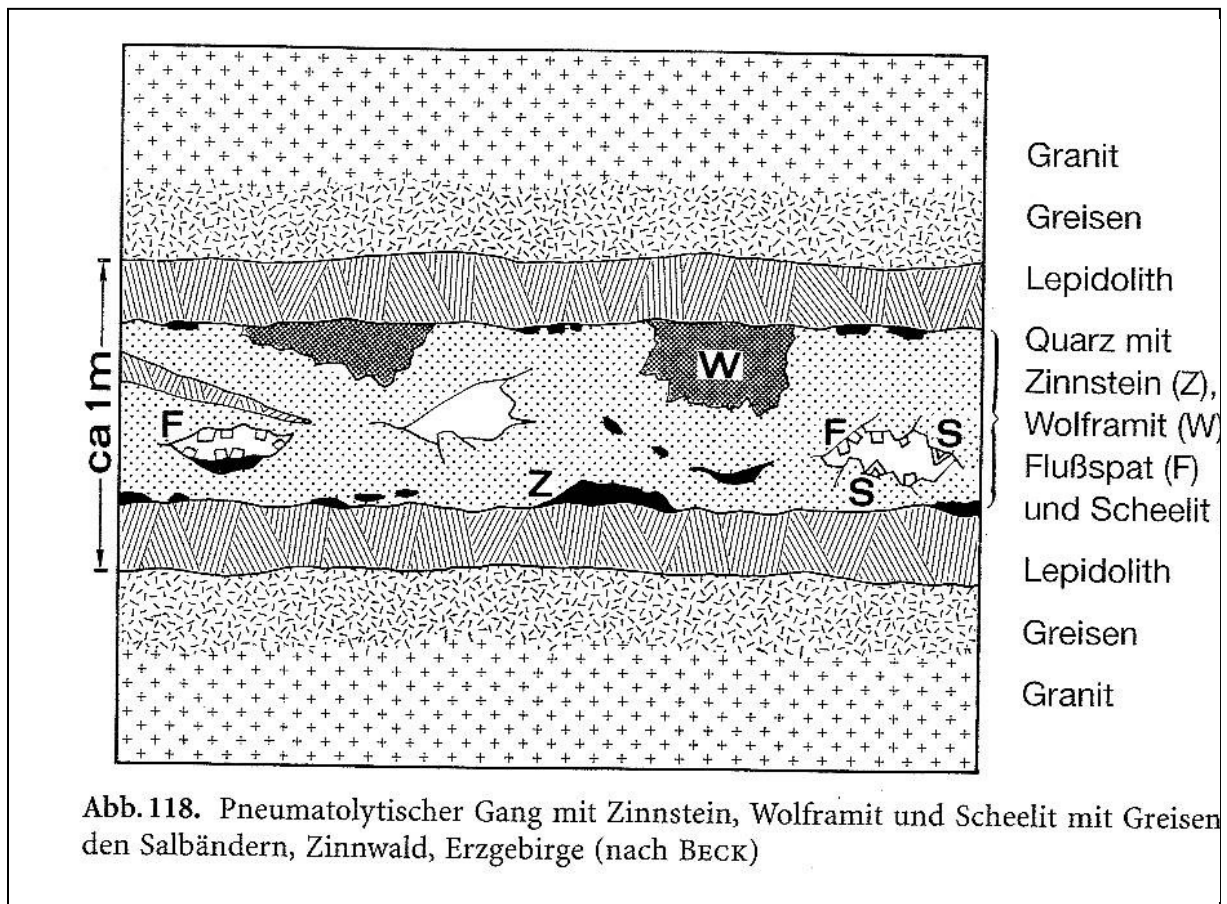 Granit
Greisen
Lepidolith
Quarz mit
Zinnstein (Z),
Wolframit (W)
Flußspat (F)
und Scheelit
Lepidolith
Greisen
Granit
ca 1 m
W
F
F
S
S
Z
Abb. 118. Pneumatolytischer Gang mit Zinnstein, Wolframit und Scheelit mit Greisen
den Salbändern, Zinnwald, Erzgebirge (nach BECK)